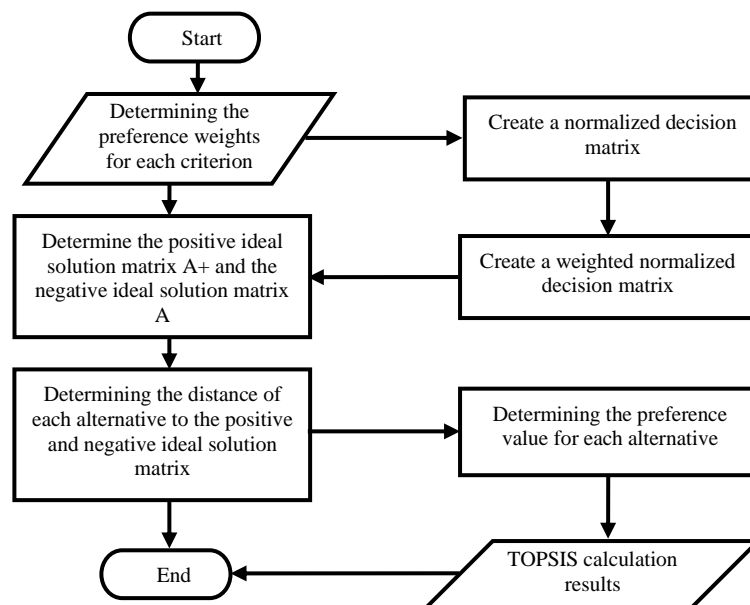 Start
Determining the
preference weights
for each criterion
Create a normalized decision
matrix
Determine the positive ideal
solution matrix A+ and the
negative ideal solution matrix
A
Create a weighted normalized
decision matrix
Determining the distance of
each alternative to the positive
and negative ideal solution
matrix
Determining the preference
value for each alternative
End
TOPSIS calculation
results